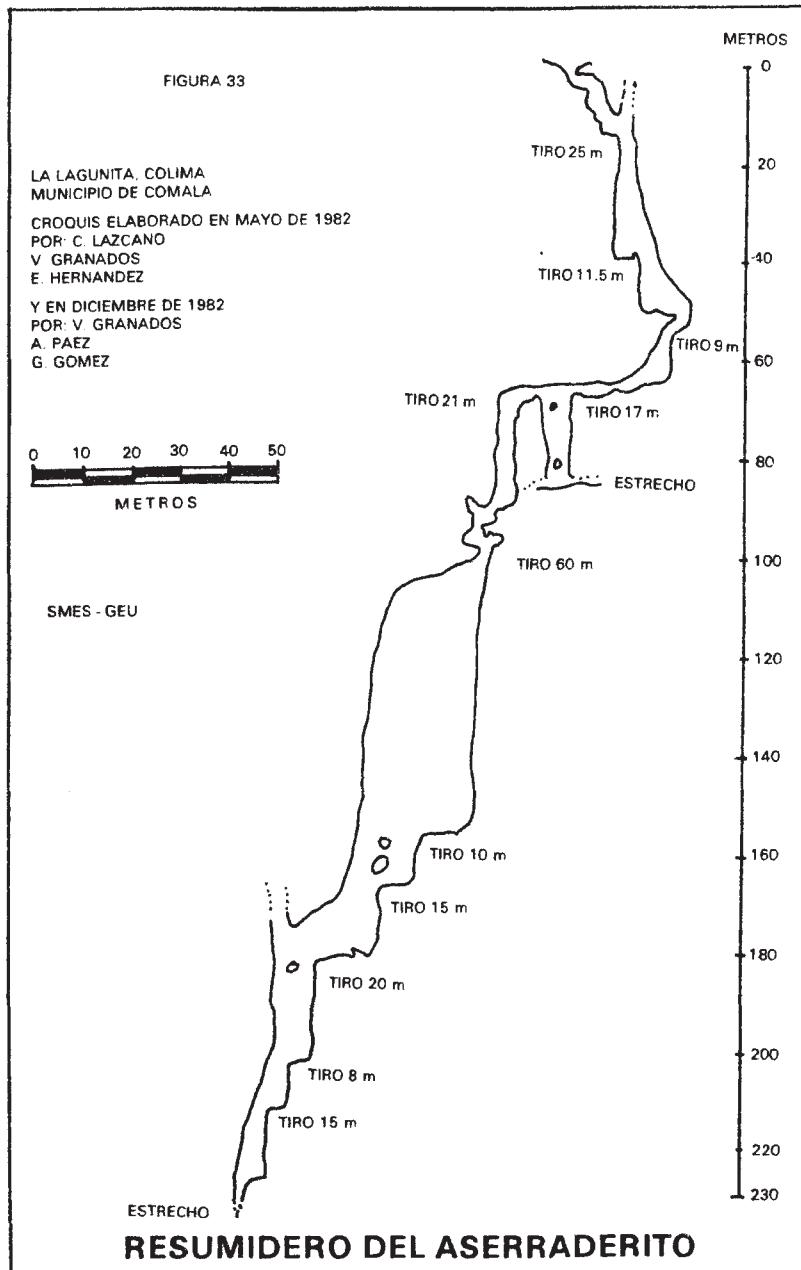 METROS
FIGURA 33
0
LA LAGUNITA, COLIMA
MUNICIPIO DE COMALA
CROQUIS ELABORADO EN MAYO DE 1982
POR: C. LAZCANO
V. GRANADOS
E. HERNANDEZ
Y EN DICIEMBRE DE 1982
POR: V. GRANADOS
A. PAEZ
G. GOMEZ
0 10 20 30 40 50
METROS
SMES - GEU
TIRO 25 m
20
TIRO 11.5 m
40
TIRO 9 m
60
TIRO 21 m
TIRO 17 m
80
ESTRECHO
100
TIRO 60 m
120
140
160
TIRO 10 m
TIRO 15 m
180
TIRO 20 m
200
TIRO 8 m
TIRO 15 m
220
230
ESTRECHO
RESUMIDERO DEL ASERRADERITO